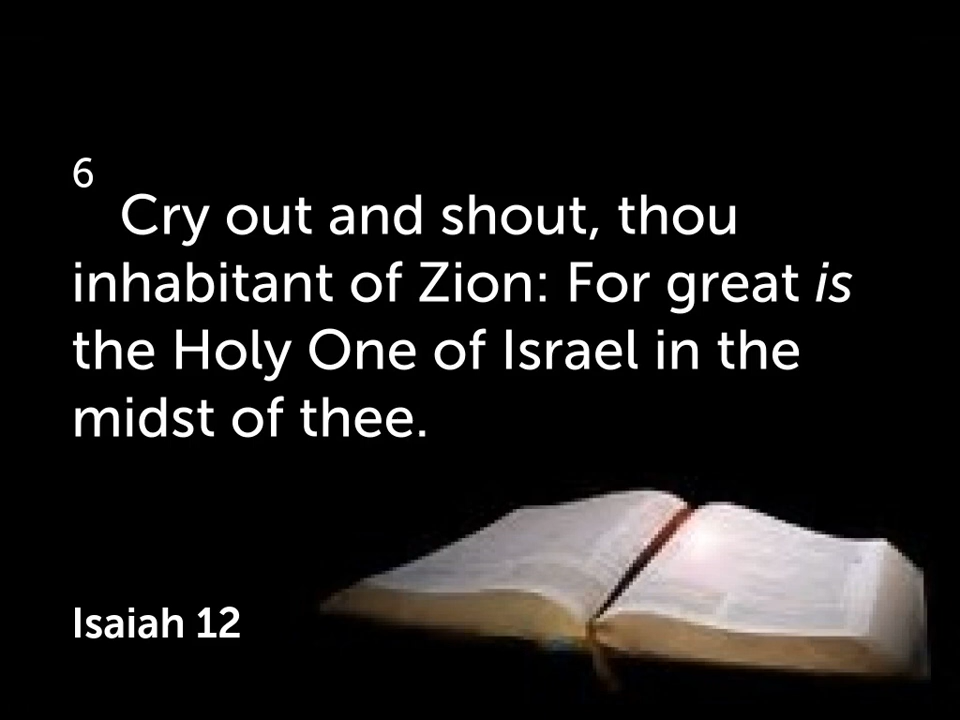 6
Cry out and shout, thou
inhabitant of Zion: For great is
the Holy One of Israel in the
midst of thee.
Isaiah 12